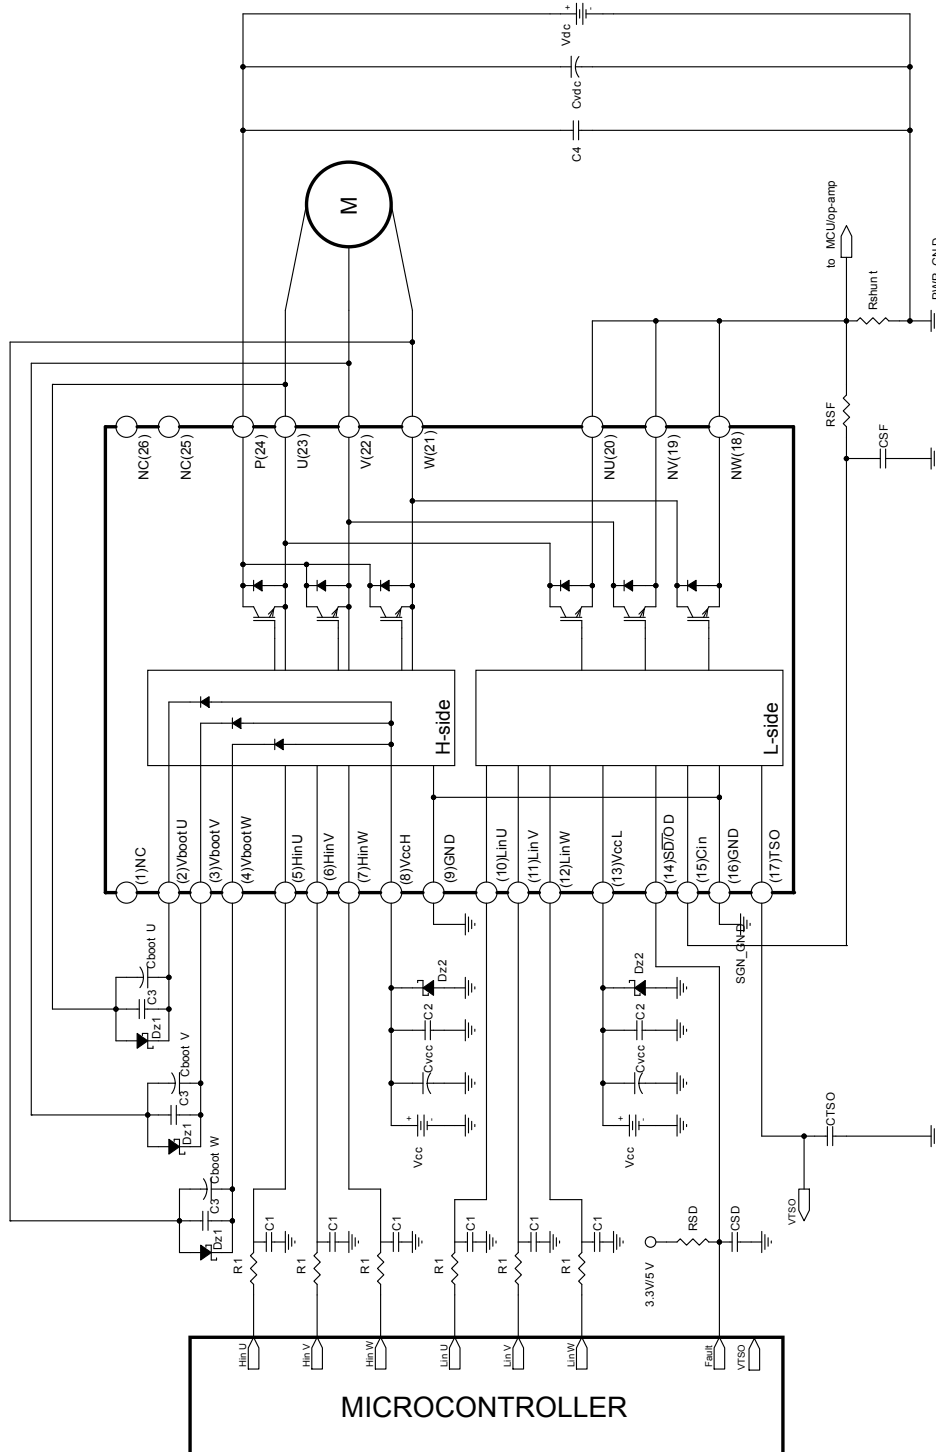 Vdc
+
-
Cvdc
C4
M
to MCU/op-amp
Rshunt
RSF
CSF
NC(26)
NC(25)
P(24)
U(23)
V(22)
W(21)
NU(20)
NV(19)
NW(18)
H-side
L-side
(1)NC
(2)VbootU
(3)VbootV
(4)VbootW
(5)HinU
(6)HinV
(7)HinW
(8)VccH
(9)GND
(10)LinU
(11)LinV
(12)LinW
(13)VccL
(14)SD/OD
(15)Cin
(16)GND
(17)TSO
SGN_GND
Cboot U
C3
Dz1
Cboot V
C3
Dz1
Cboot W
C3
Dz1
Dz2
C2
Cvcc
+
-
Vcc
Dz2
C2
Cvcc
+
-
Vcc
CTSO
VTSO
R1
C1
R1
C1
R1
C1
R1
C1
R1
C1
R1
C1
RSD
CSD
3.3V/5V
Hin U
Hin V
Hin W
Lin U
Lin V
Lin W
Fault
VTSO
MICROCONTROLLER